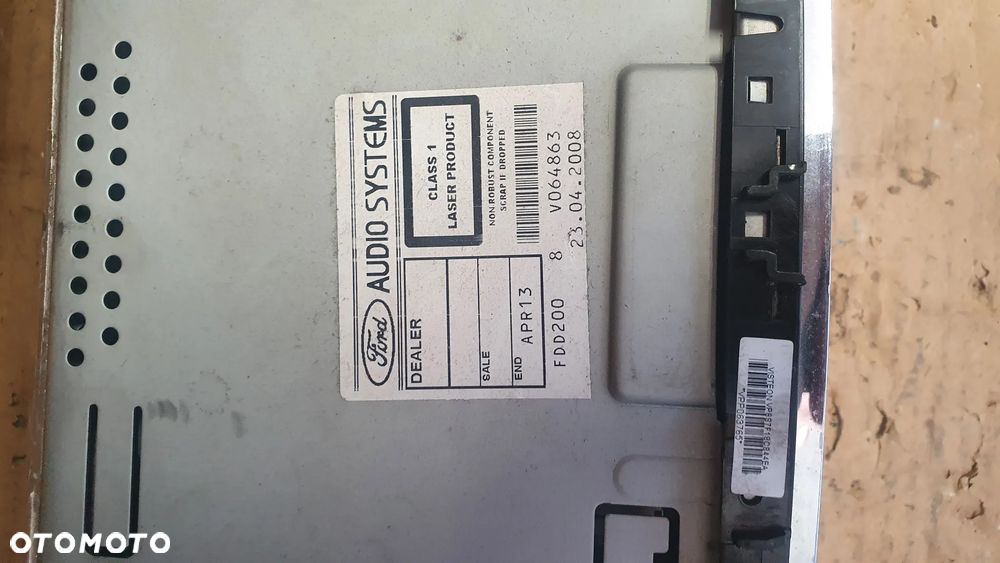 Ford AUDIO SYSTEMS
CLASS 1
LASER PRODUCT
NON ROBUST COMPONENT
SCRAP IF DROPPED
DEALER
SALE
END APR13
V064863
FDD200 8 23.04.2008
*VPP063765*
OTOMOTO